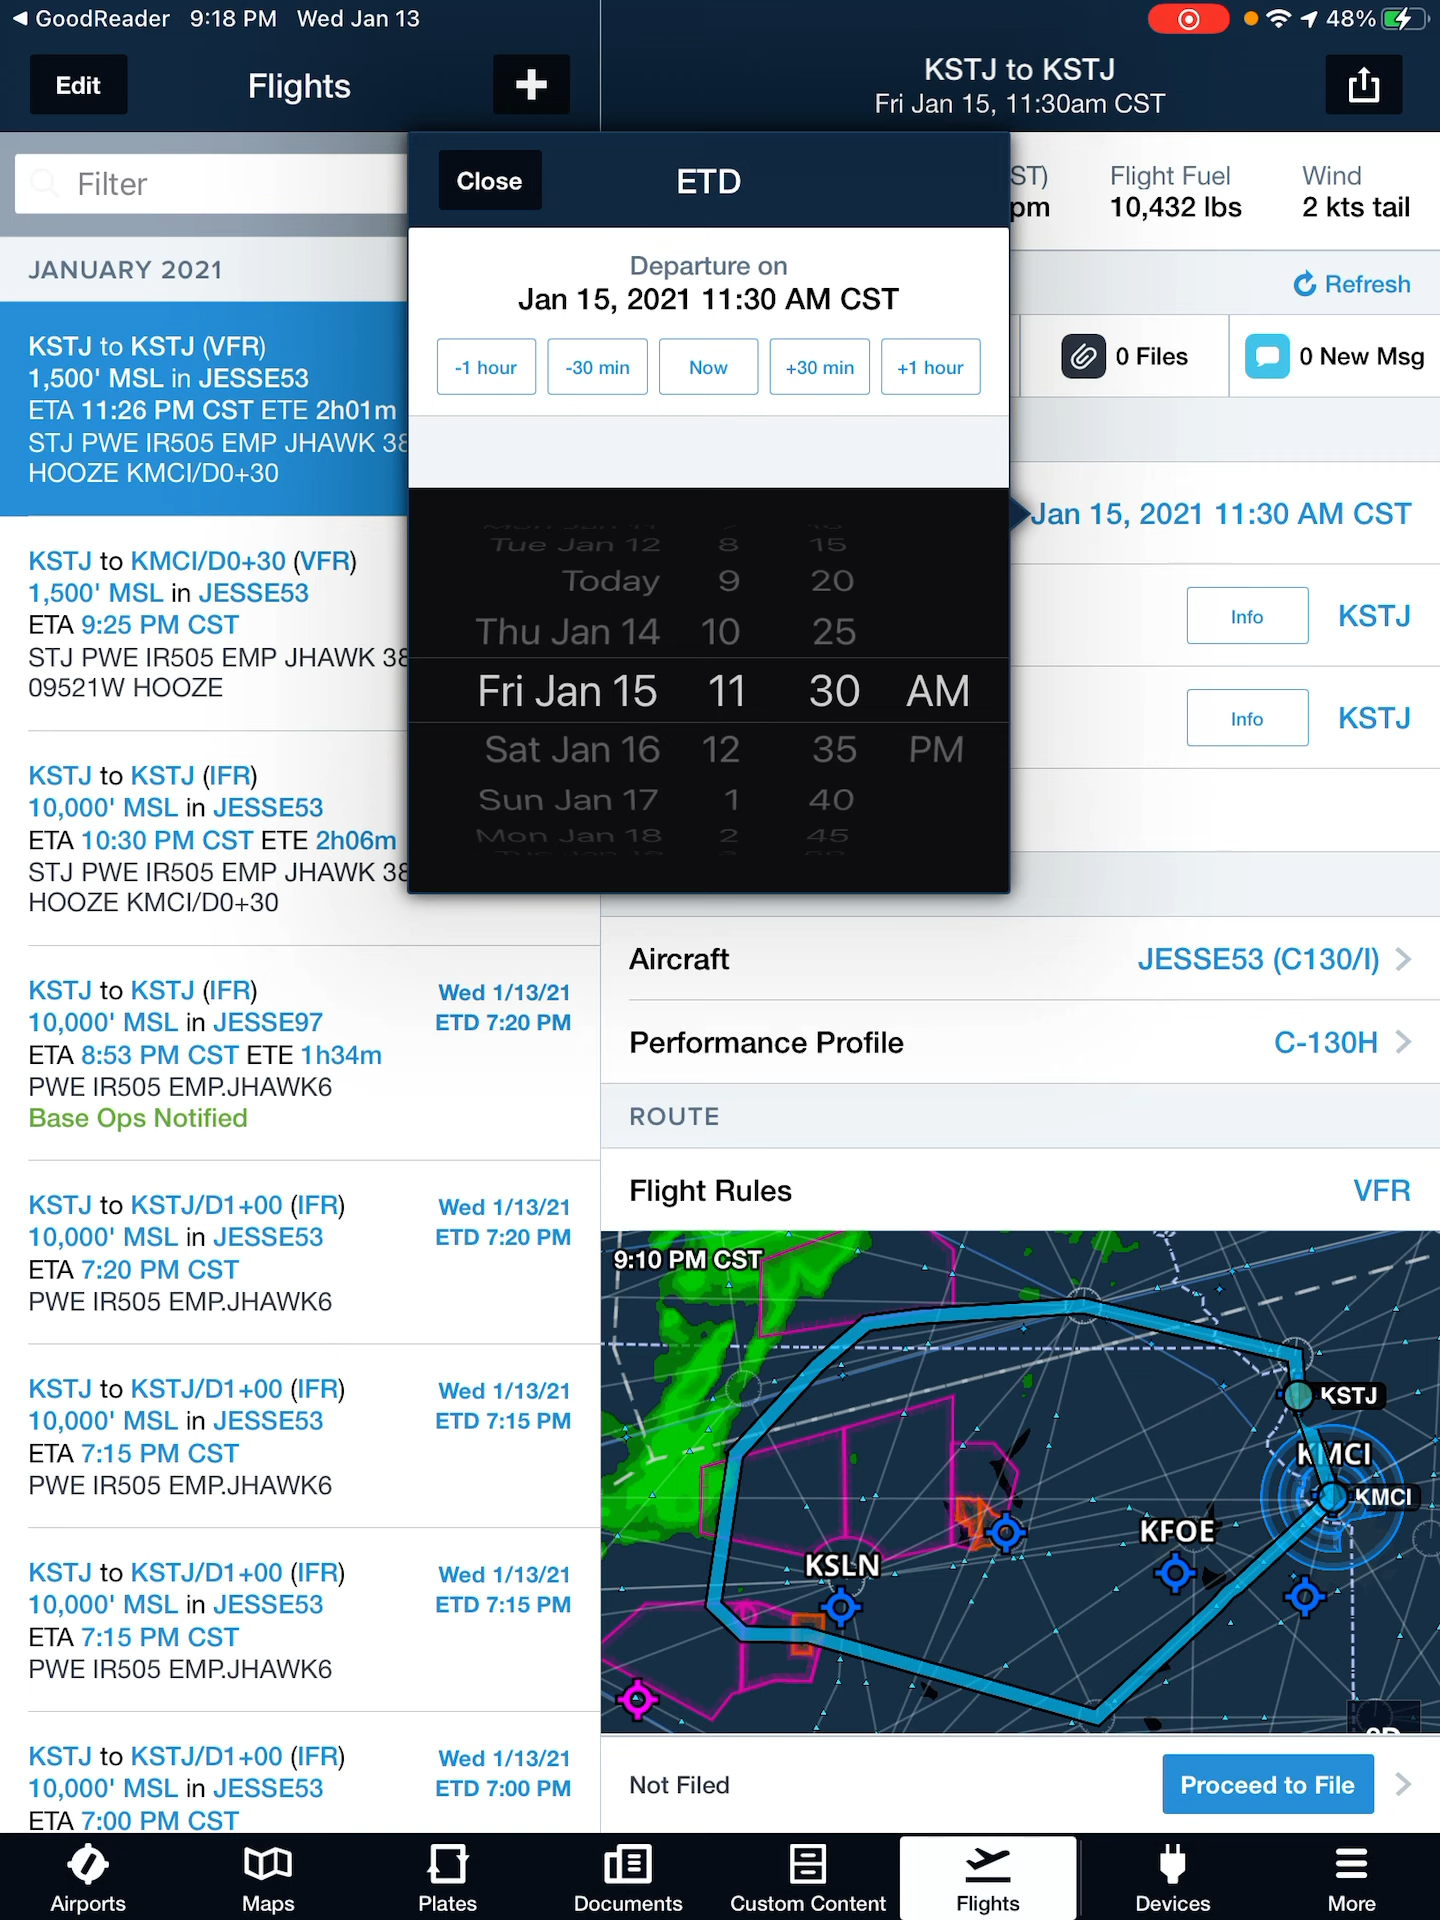 GoodReader 9:18 PM Wed Jan 13
48%
Edit
Flights
KSTJ to KSTJ
Fri Jan 15, 11:30am CST
Filter
JANUARY 2021
KSTJ to KSTJ (VFR)
1,500' MSL in JESSE53
ETA 11:26 PM CST ETE 2h01m
STJ PWE IR505 EMP JHAWK 38
HOOZE KMCI/D0+30
KSTJ to KMCI/D0+30 (VFR)
1,500' MSL in JESSE53
ETA 9:25 PM CST
STJ PWE IR505 EMP JHAWK 38
09521W HOOZE
KSTJ to KSTJ (IFR)
10,000' MSL in JESSE53
ETA 10:30 PM CST ETE 2h06m
STJ PWE IR505 EMP JHAWK 38
HOOZE KMCI/D0+30
KSTJ to KSTJ (IFR)
10,000' MSL in JESSE97
ETA 8:53 PM CST ETE 1h34m
PWE IR505 EMP.JHAWK6
Base Ops Notified
Wed 1/13/21
ETD 7:20 PM
KSTJ to KSTJ/D1+00 (IFR)
10,000' MSL in JESSE53
ETA 7:20 PM CST
PWE IR505 EMP.JHAWK6
Wed 1/13/21
ETD 7:20 PM
KSTJ to KSTJ/D1+00 (IFR)
10,000' MSL in JESSE53
ETA 7:15 PM CST
PWE IR505 EMP.JHAWK6
Wed 1/13/21
ETD 7:15 PM
KSTJ to KSTJ/D1+00 (IFR)
10,000' MSL in JESSE53
ETA 7:15 PM CST
PWE IR505 EMP.JHAWK6
Wed 1/13/21
ETD 7:15 PM
KSTJ to KSTJ/D1+00 (IFR)
10,000' MSL in JESSE53
ETA 7:00 PM CST
Wed 1/13/21
ETD 7:00 PM
Close
ETD
Departure on
Jan 15, 2021 11:30 AM CST
-1 hour
-30 min
Now
+30 min
+1 hour
Tue Jan 12 8 15
Today 9 20
Thu Jan 14 10 25
Fri Jan 15 11 30 AM
Sat Jan 16 12 35 PM
Sun Jan 17 1 40
Mon Jan 18 2 45
ST)
pm
Flight Fuel
10,432 lbs
Wind
2 kts tail
Refresh
0 Files
0 New Msg
Jan 15, 2021 11:30 AM CST
Info
KSTJ
Info
KSTJ
Aircraft
JESSE53 (C130/I)
Performance Profile
C-130H
ROUTE
Flight Rules
VFR
9:10 PM CST
KSTJ
KMCI
KMCI
KFOE
KSLN
Not Filed
Proceed to File
Airports
Maps
Plates
Documents
Custom Content
Flights
Devices
More